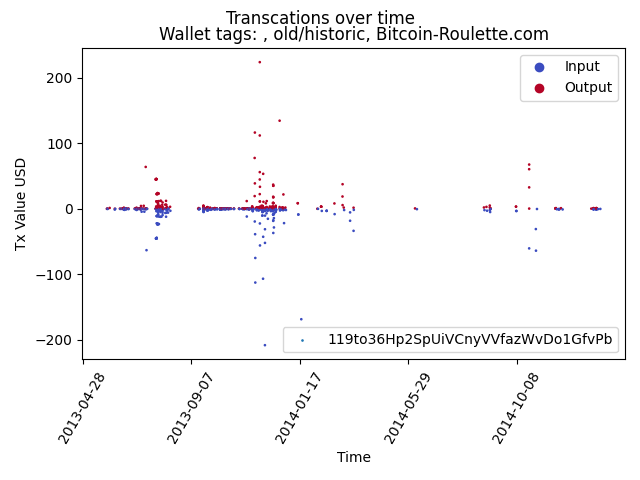 Transcations over time
Wallet tags: , old/historic, Bitcoin-Roulette.com
Input
Output
200
100
0
−100
−200
Tx Value USD
119to36Hp2SpUiVCnyVVfazWvDo1GfvPb
2013-04-28
2013-09-07
2014-01-17
2014-05-29
2014-10-08
Time